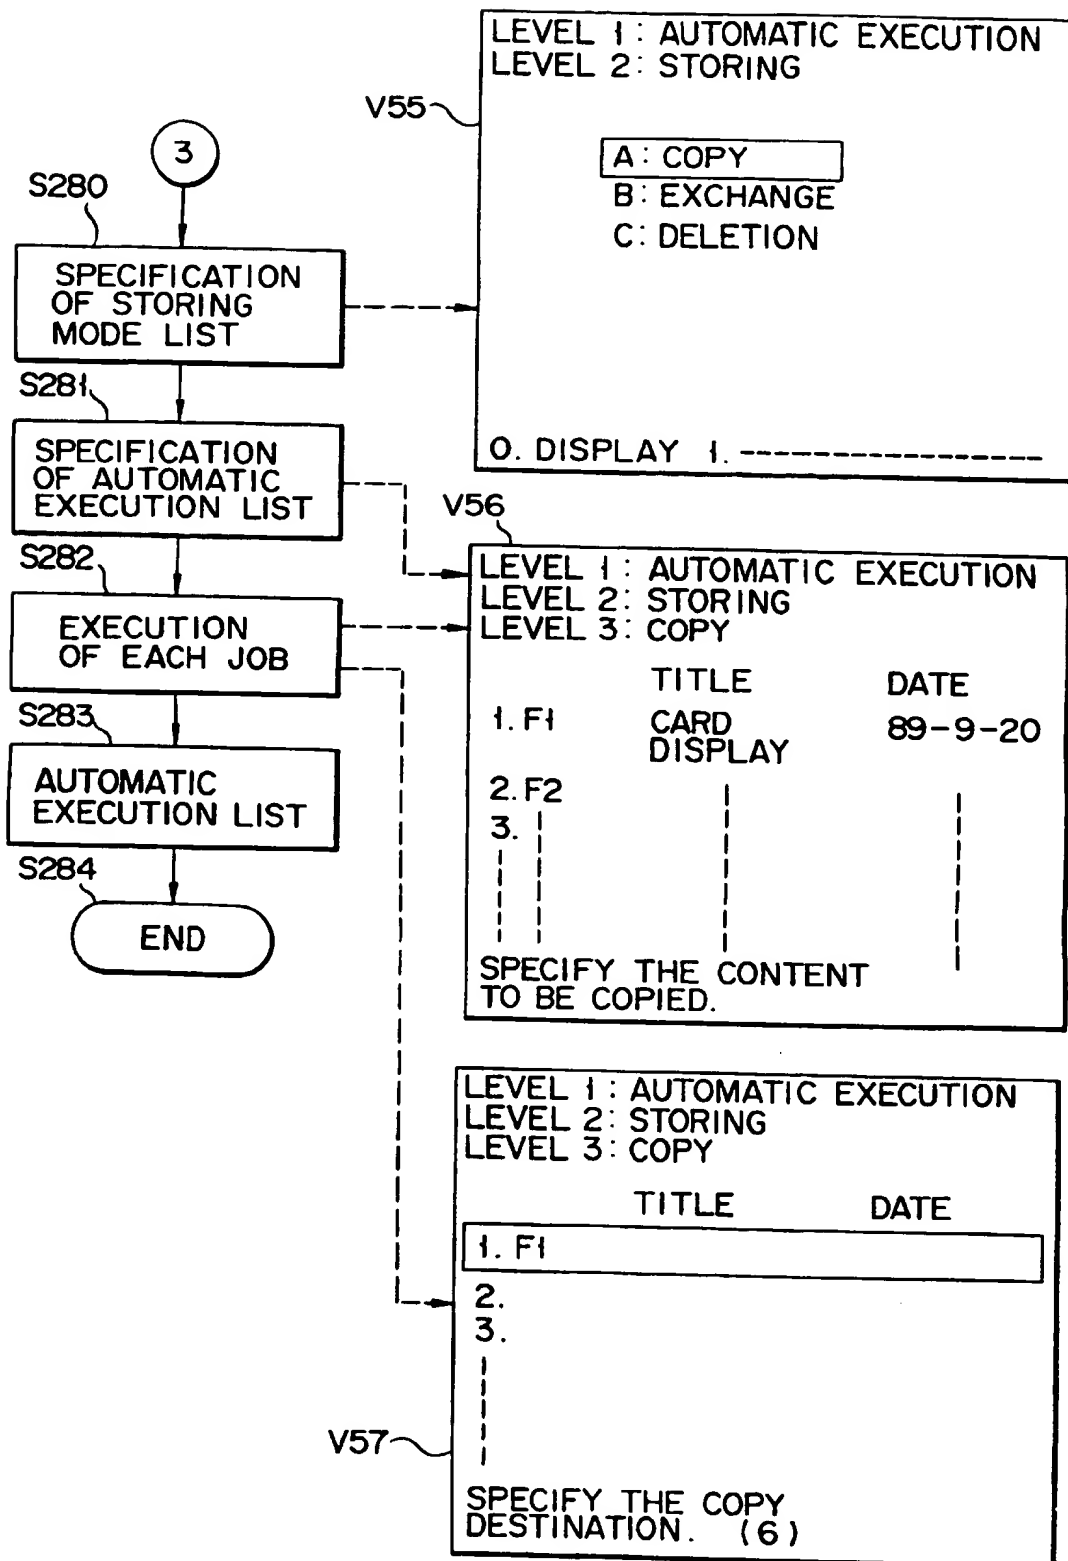 3
S280
SPECIFICATION
OF STORING
MODE LIST
S281
SPECIFICATION
OF AUTOMATIC
EXECUTION LIST
S282
EXECUTION
OF EACH JOB
S283
AUTOMATIC
EXECUTION LIST
S284
END
V55
LEVEL 1: AUTOMATIC EXECUTION
LEVEL 2: STORING
A: COPY
B: EXCHANGE
C: DELETION
0. DISPLAY 1.
V56
LEVEL 1: AUTOMATIC EXECUTION
LEVEL 2: STORING
LEVEL 3: COPY
TITLE DATE
1. F1 CARD 89-9-20
DISPLAY
2. F2
3.
SPECIFY THE CONTENT
TO BE COPIED.
V57
LEVEL 1: AUTOMATIC EXECUTION
LEVEL 2: STORING
LEVEL 3: COPY
TITLE DATE
1. F1
2.
3.
SPECIFY THE COPY
DESTINATION. (6)